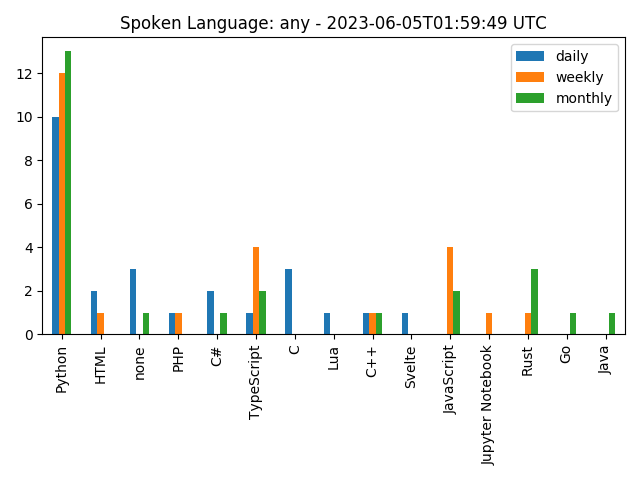 Spoken Language: any - 2023-06-05T01:59:49 UTC
daily
weekly
monthly
12
10
8
6
4
2
0
Python
HTML
none
PHP
C#
TypeScript
C
Lua
C++
Svelte
JavaScript
Jupyter Notebook
Rust
Go
Java